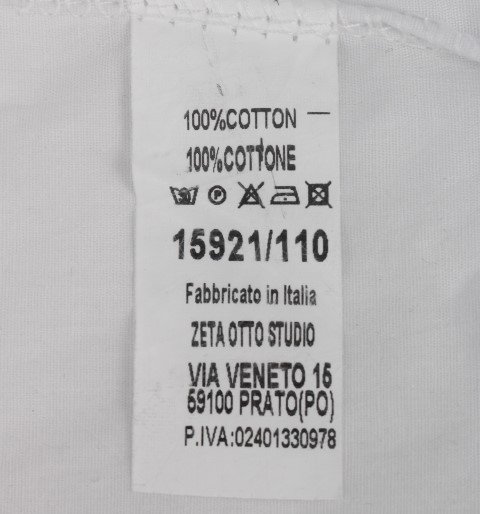 100%COTTON
100%COTTONE
30 P
15921/110
Fabbricato in Italia
ZETA OTTO STUDIO
VIA VENETO 15
59100 PRATO(PO)
P.IVA:02401330978